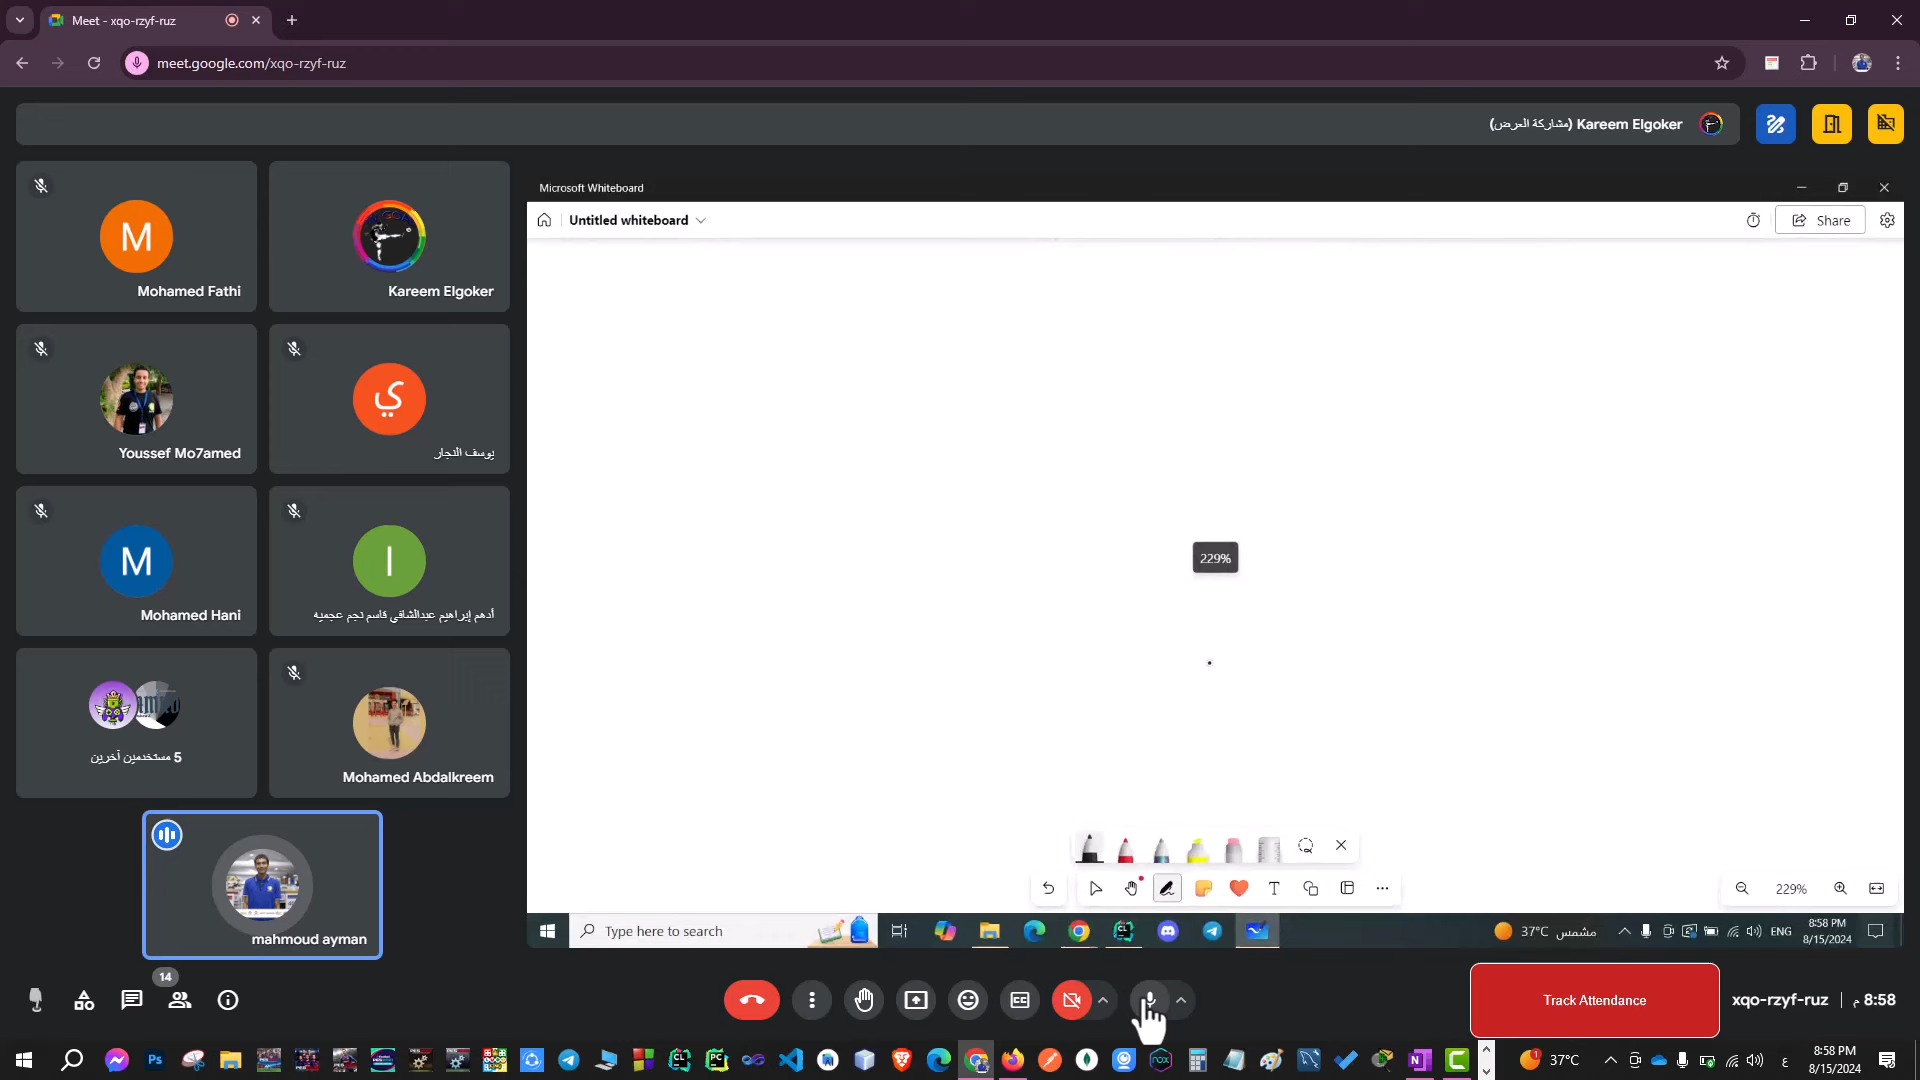 Meet - xqo-rzyf-ruz
meet.google.com/xqo-rzyf-ruz
Kareem Elgoker (مشاركة العرض)
M
Mohamed Fathi
Kareem Elgoker
Youssef Mo7amed
ي
يوسف النجار
M
Mohamed Hani
ا
أدهم إبراهيم عبدالشافي قاسم نجم عجميه
5 مستخدمين آخرين
Mohamed Abdalkreem
mahmoud ayman
Microsoft Whiteboard
Untitled whiteboard
Share
229%
229%
Type here to search
37°C مشمس
ENG
8:58 PM
8/15/2024
14
Track Attendance
xqo-rzyf-ruz
8:58 م
37°C
ع
8:58 PM
8/15/2024